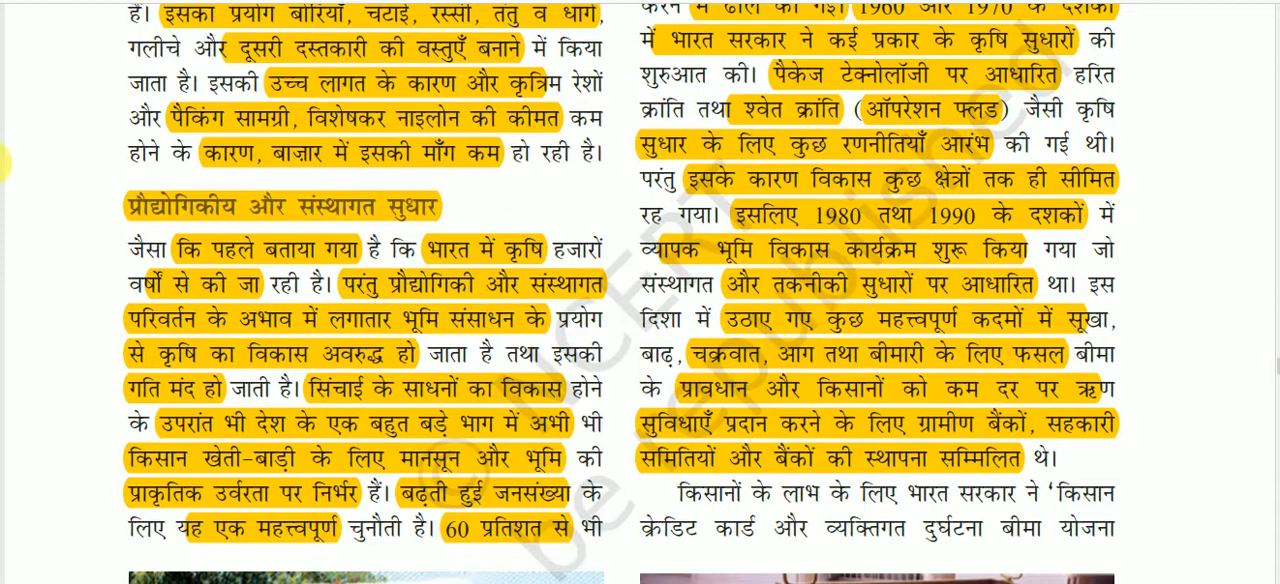 हैं। इसका प्रयोग बोरियाँ, चटाई, रस्सी, तंतु व धागे,
गलीचे और दूसरी दस्तकारी की वस्तुएँ बनाने में किया
जाता है। इसकी उच्च लागत के कारण और कृत्रिम रेशों
और पैकिंग सामग्री, विशेषकर नाइलोन की कीमत कम
होने के कारण, बाजार में इसकी माँग कम हो रही है।
प्रौद्योगिकीय और संस्थागत सुधार
जैसा कि पहले बताया गया है कि भारत में कृषि हजारों
वर्षों से की जा रही है। परंतु प्रौद्योगिकी और संस्थागत
परिवर्तन के अभाव में लगातार भूमि संसाधन के प्रयोग
से कृषि का विकास अवरुद्ध हो जाता है तथा इसकी
गति मंद हो जाती है। सिंचाई के साधनों का विकास होने
के उपरांत भी देश के एक बहुत बड़े भाग में अभी भी
किसान खेती-बाड़ी के लिए मानसून और भूमि की
प्राकृतिक उर्वरता पर निर्भर हैं। बढ़ती हुई जनसंख्या के
लिए यह एक महत्त्वपूर्ण चुनौती है। 60 प्रतिशत से भी
करने में ढील की गई। 1960 और 1970 के दशकों
में भारत सरकार ने कई प्रकार के कृषि सुधारों की
शुरुआत की। पैकेज टेक्नोलॉजी पर आधारित हरित
क्रांति तथा श्वेत क्रांति (ऑपरेशन फ्लड) जैसी कृषि
सुधार के लिए कुछ रणनीतियाँ आरंभ की गई थी।
परंतु इसके कारण विकास कुछ क्षेत्रों तक ही सीमित
रह गया। इसलिए 1980 तथा 1990 के दशकों में
व्यापक भूमि विकास कार्यक्रम शुरू किया गया जो
संस्थागत और तकनीकी सुधारों पर आधारित था। इस
दिशा में उठाए गए कुछ महत्त्वपूर्ण कदमों में सूखा,
बाढ़, चक्रवात, आग तथा बीमारी के लिए फसल बीमा
के प्रावधान और किसानों को कम दर पर ऋण
सुविधाएँ प्रदान करने के लिए ग्रामीण बैंकों, सहकारी
समितियों और बैंकों की स्थापना सम्मिलित थे।
किसानों के लाभ के लिए भारत सरकार ने 'किसान
क्रेडिट कार्ड और व्यक्तिगत दुर्घटना बीमा योजना
© NCERT
be republished